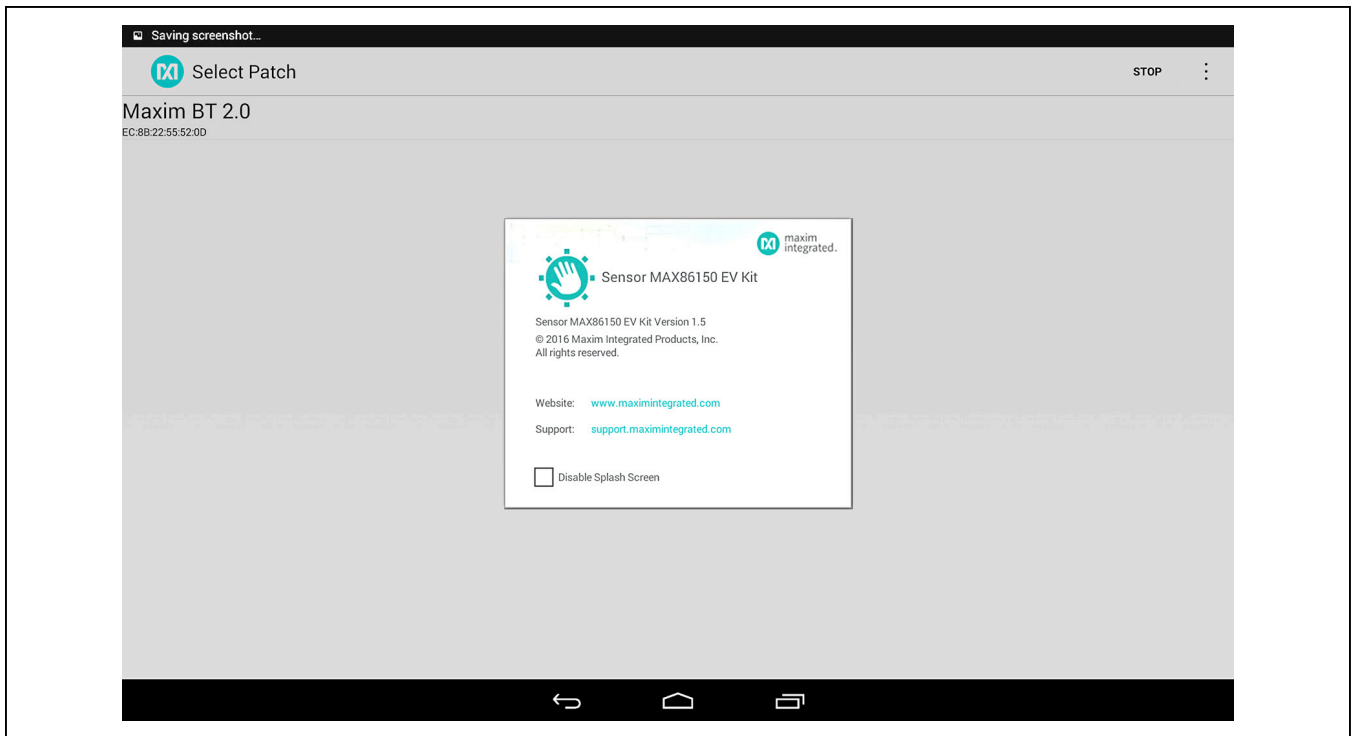 Saving screenshot...
Select Patch
STOP
Maxim BT 2.0
EC:8B:22:55:52:0D
maxim
integrated.
Sensor MAX86150 EV Kit
Sensor MAX86150 EV Kit Version 1.5
© 2016 Maxim Integrated Products, Inc.
All rights reserved.
Website: www.maximintegrated.com
Support: support.maximintegrated.com
Disable Splash Screen